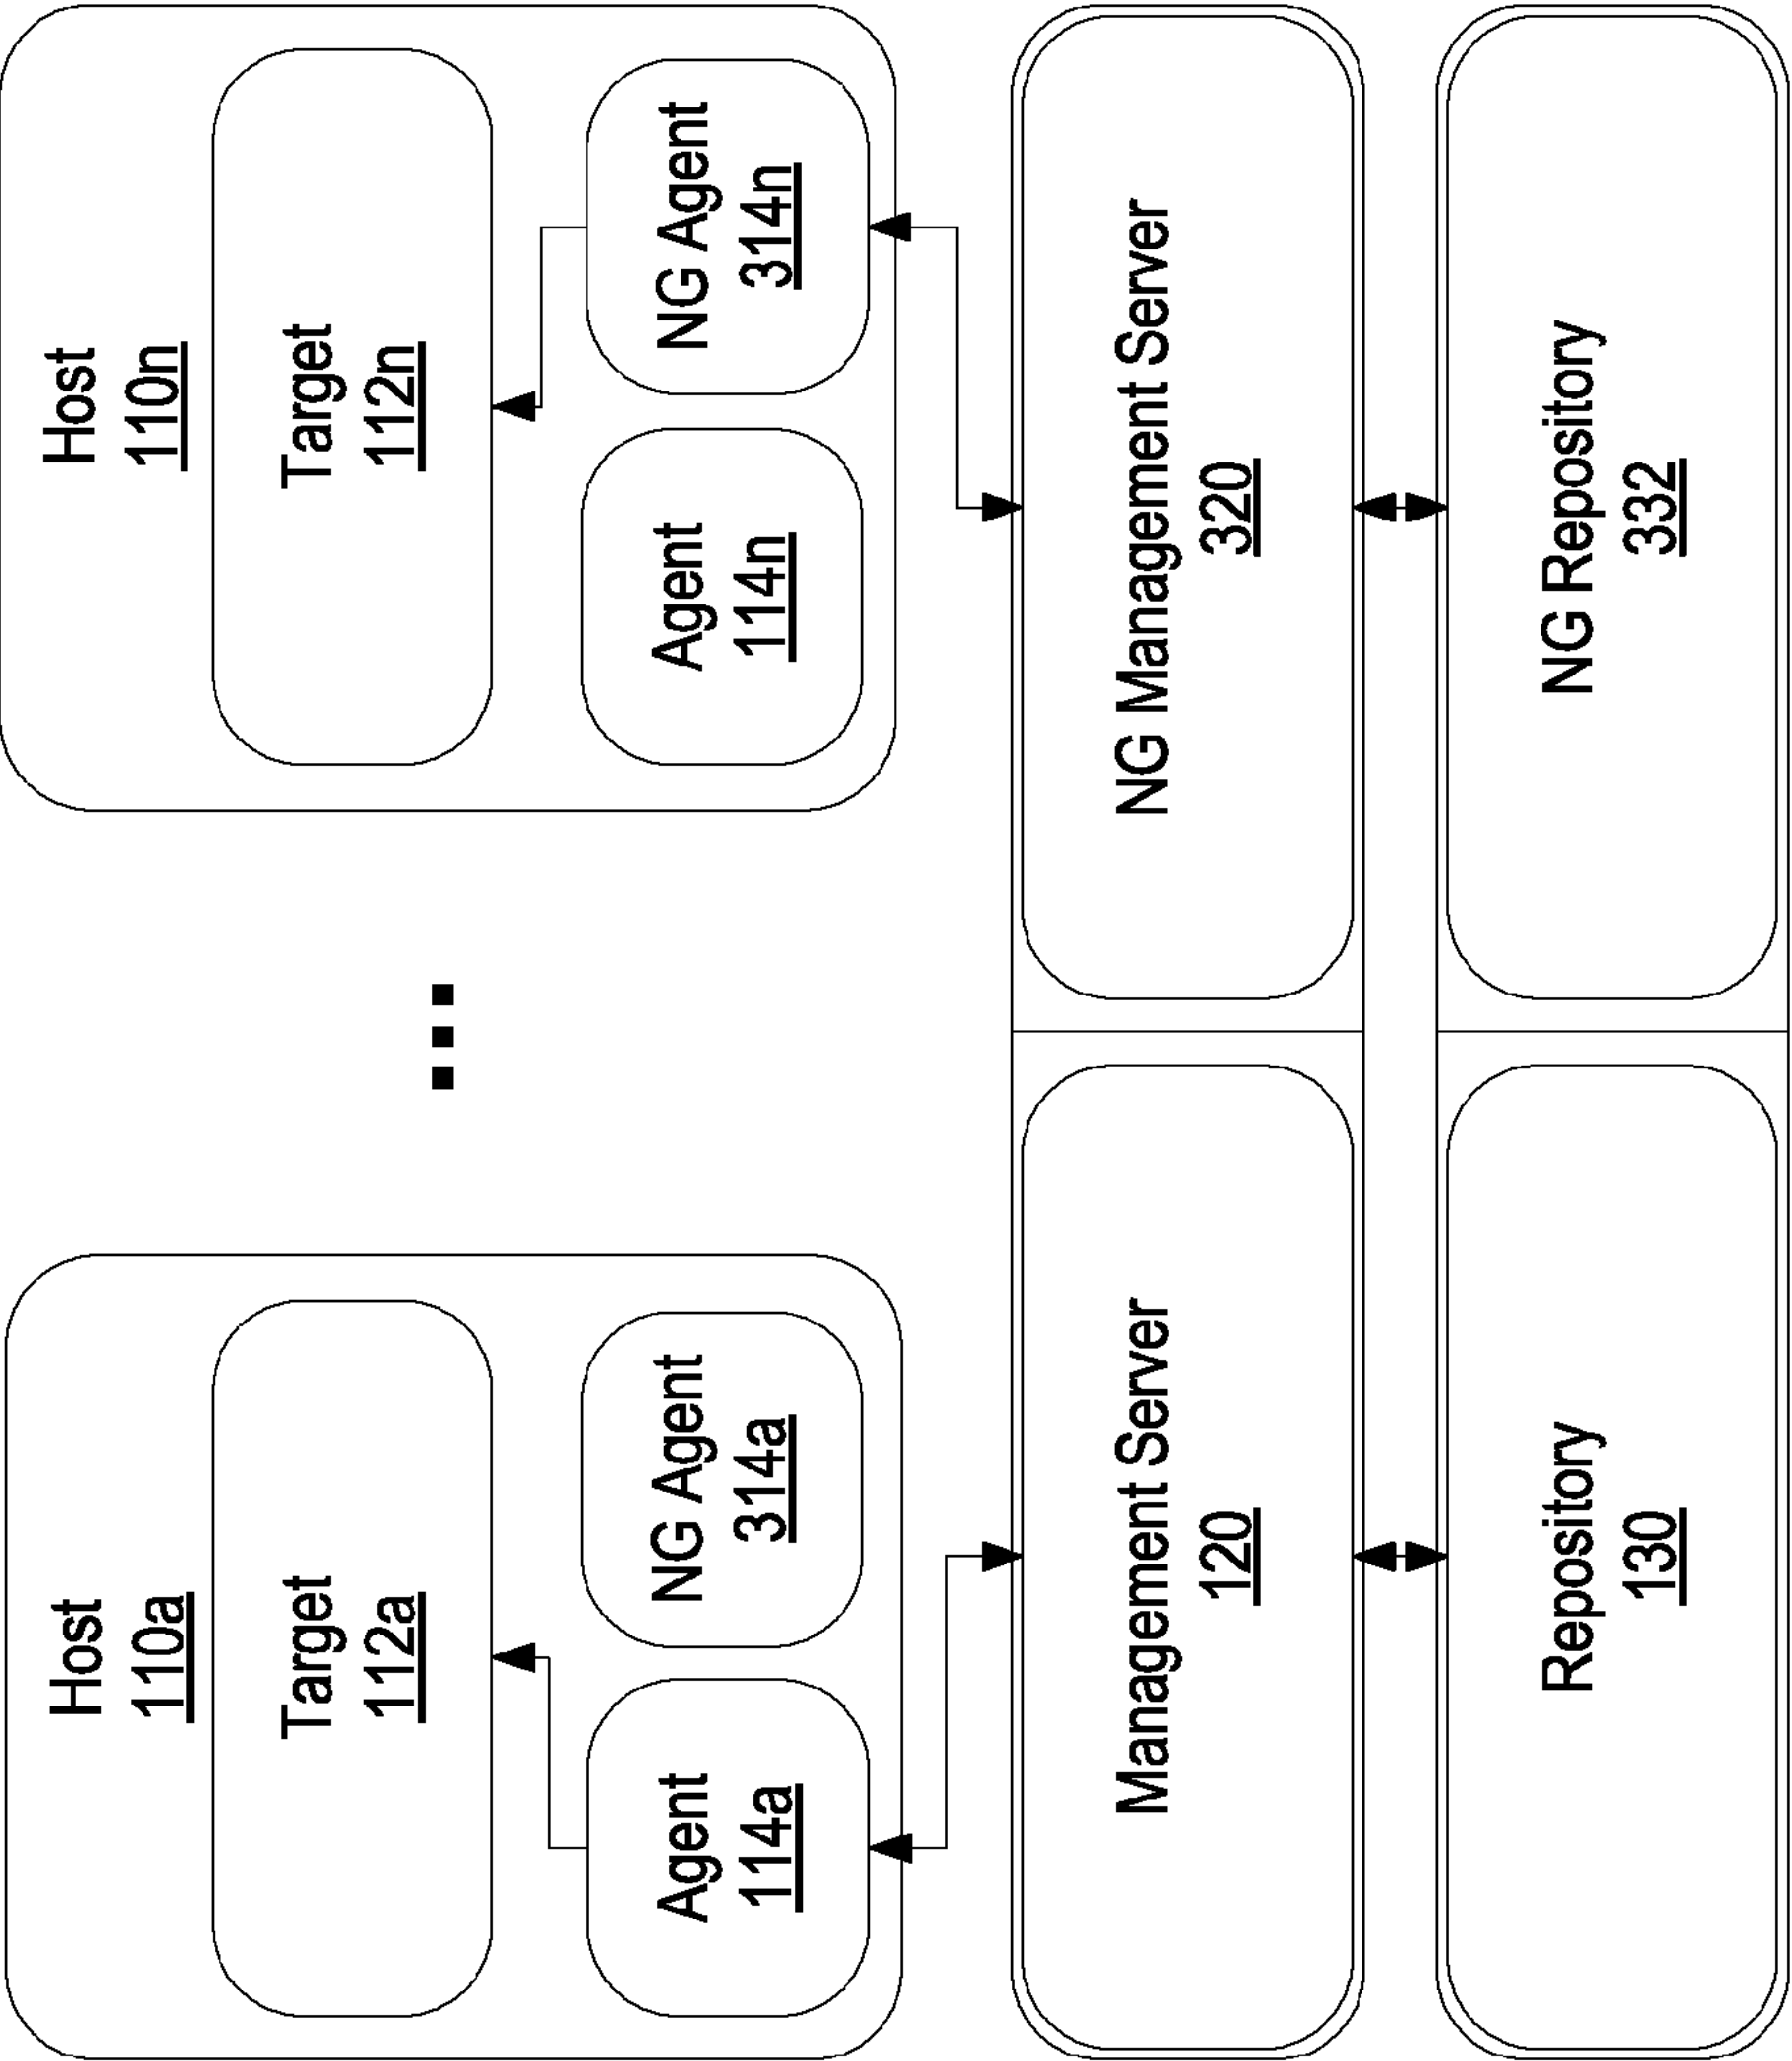 Host
110a
Target
112a
Agent
114a
NG Agent
314a
Host
110n
Target
112n
Agent
114n
NG Agent
314n
Management Server
120
NG Management Server
320
Repository
130
NG Repository
332